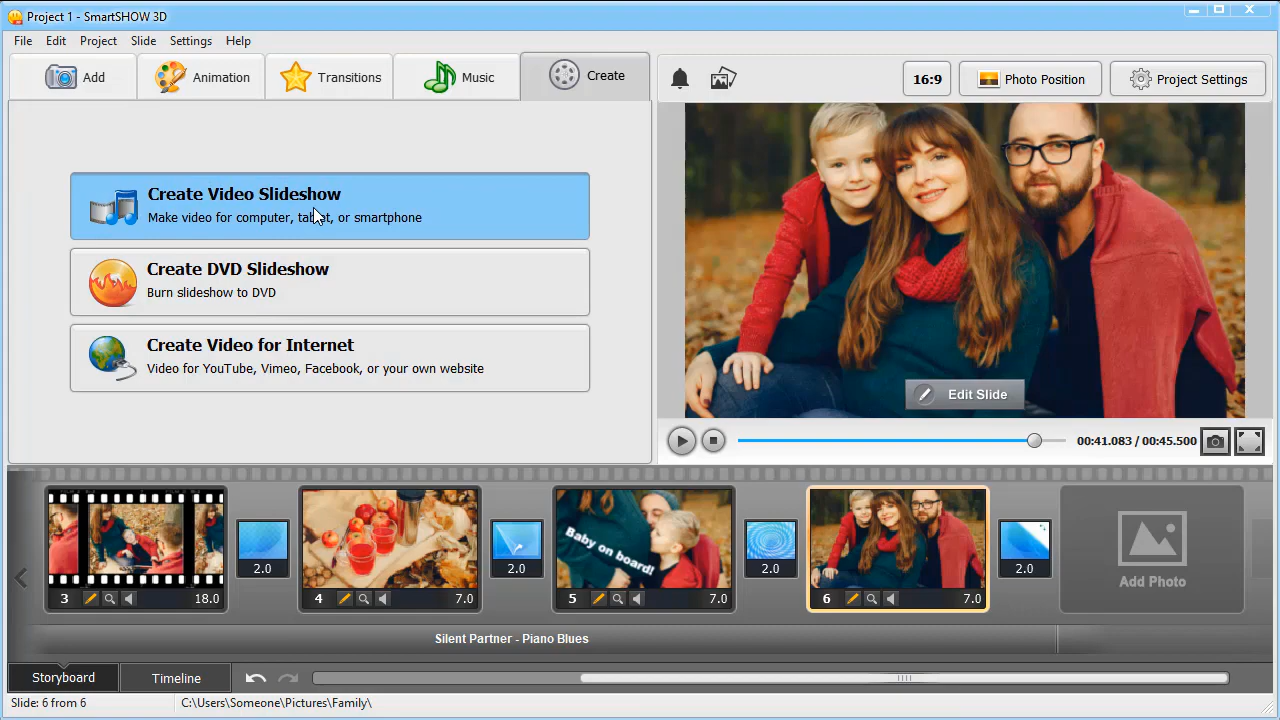 Project 1 - SmartSHOW 3D
File Edit Project Slide Settings Help
Add Animation Transitions Music Create
16:9 Photo Position Project Settings
Create Video Slideshow
Make video for computer, tablet, or smartphone
Create DVD Slideshow
Burn slideshow to DVD
Create Video for Internet
Video for YouTube, Vimeo, Facebook, or your own website
Edit Slide
00:41.083 / 00:45.500
Baby on board!
Add Photo
3 18.0 2.0 4 7.0 2.0 5 7.0 2.0 6 7.0 2.0
Silent Partner - Piano Blues
Storyboard Timeline
Slide: 6 from 6 C:\Users\Someone\Pictures\Family\